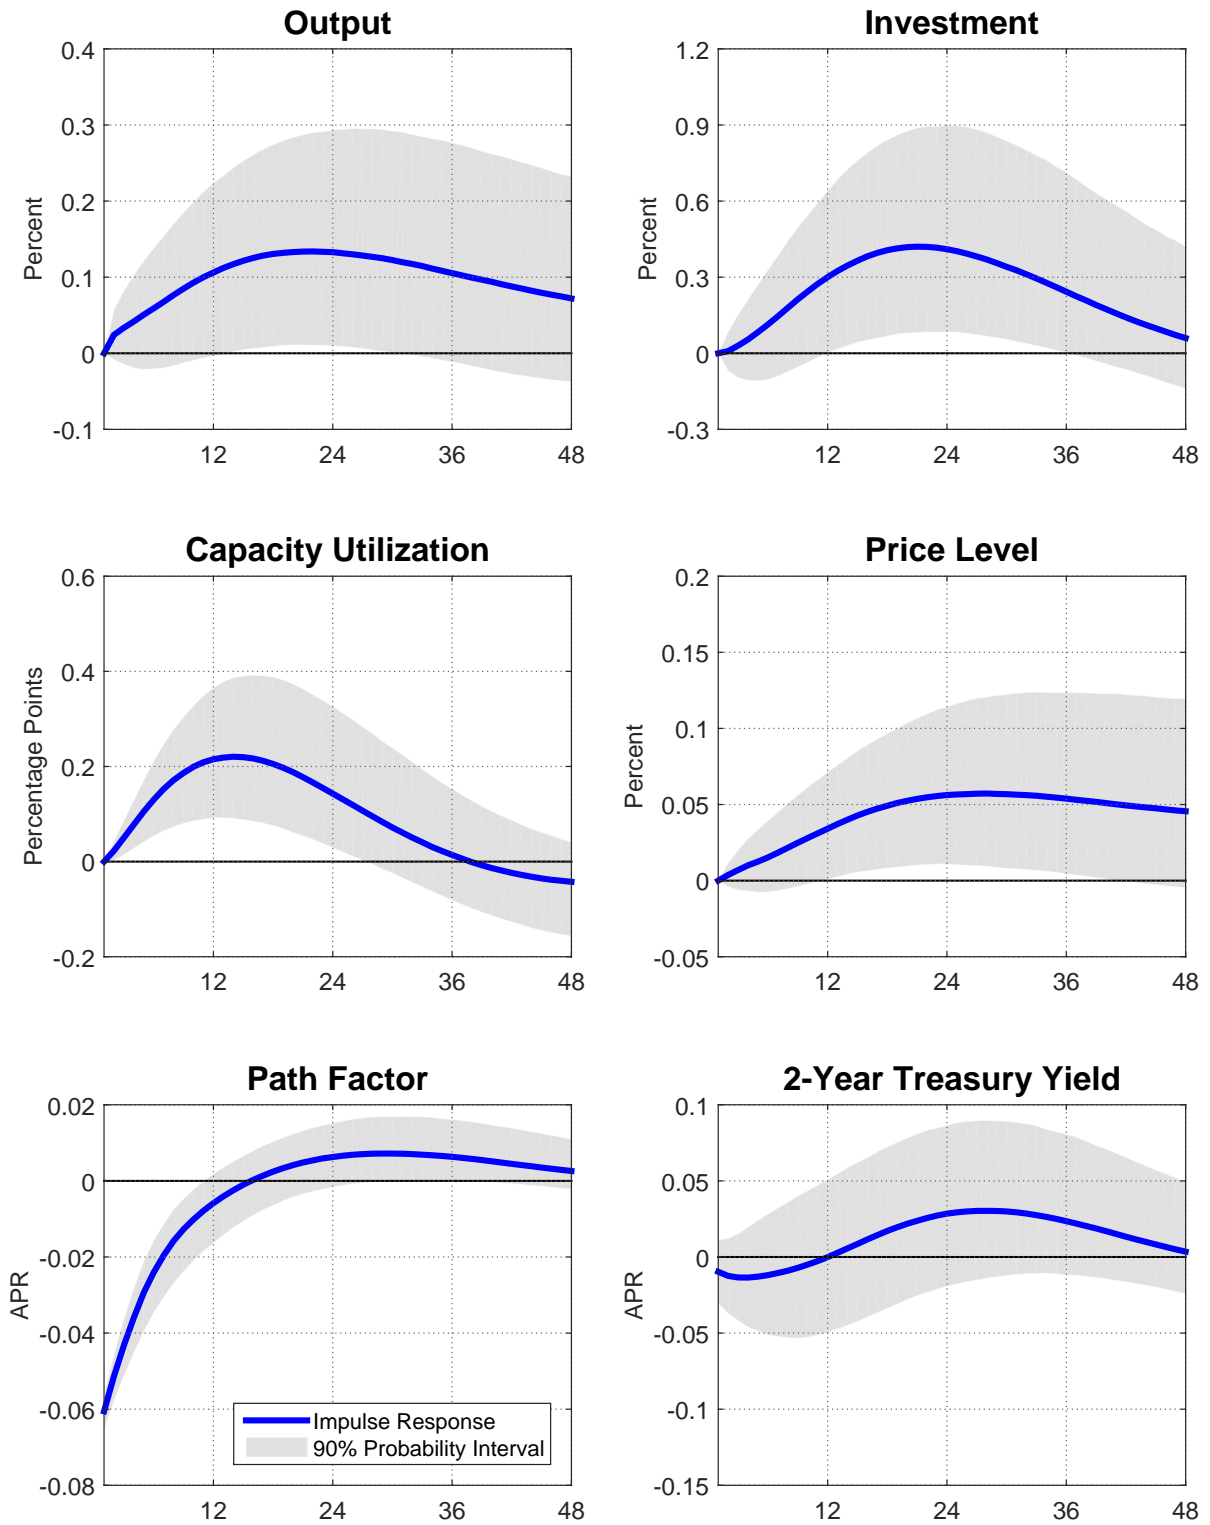 Output
Percent
0.4
0.3
0.2
0.1
0
-0.1
12 24 36 48
Investment
Percent
1.2
0.9
0.6
0.3
0
-0.3
12 24 36 48
Capacity Utilization
Percentage Points
0.6
0.4
0.2
0
-0.2
12 24 36 48
Price Level
Percent
0.2
0.15
0.1
0.05
0
-0.05
12 24 36 48
Path Factor
APR
0.02
0
-0.02
-0.04
-0.06
-0.08
Impulse Response
90% Probability Interval
12 24 36 48
2-Year Treasury Yield
APR
0.1
0.05
0
-0.05
-0.1
-0.15
12 24 36 48